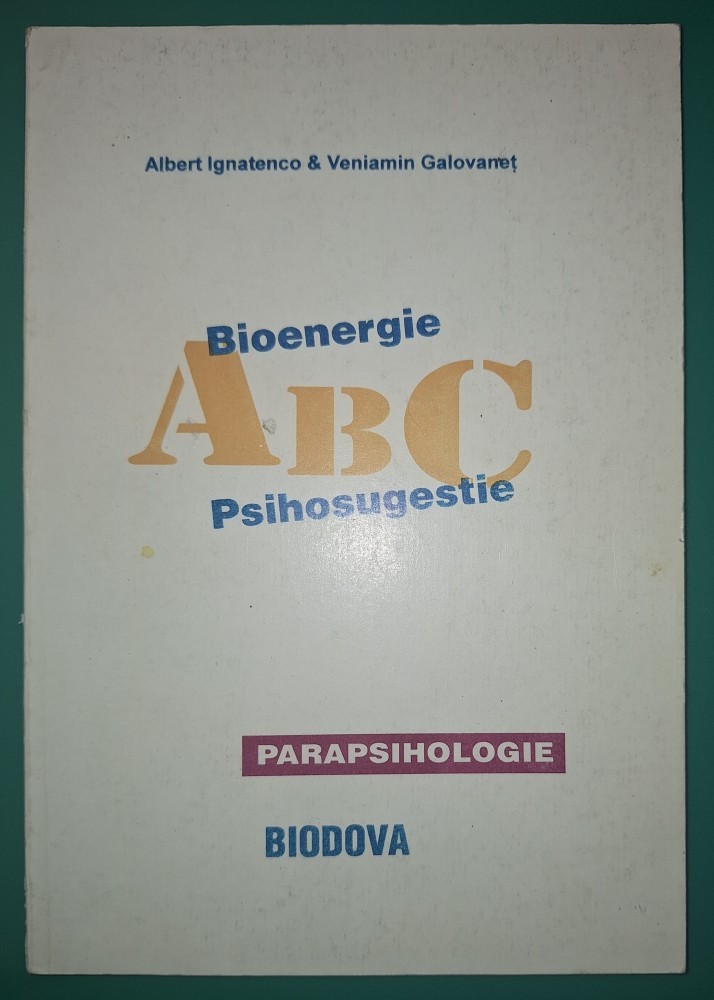 Albert Ignatenco & Veniamin Galovaneț
Bioenergie
ABC
Psihosugestie
PARAPSIHOLOGIE
BIODOVA